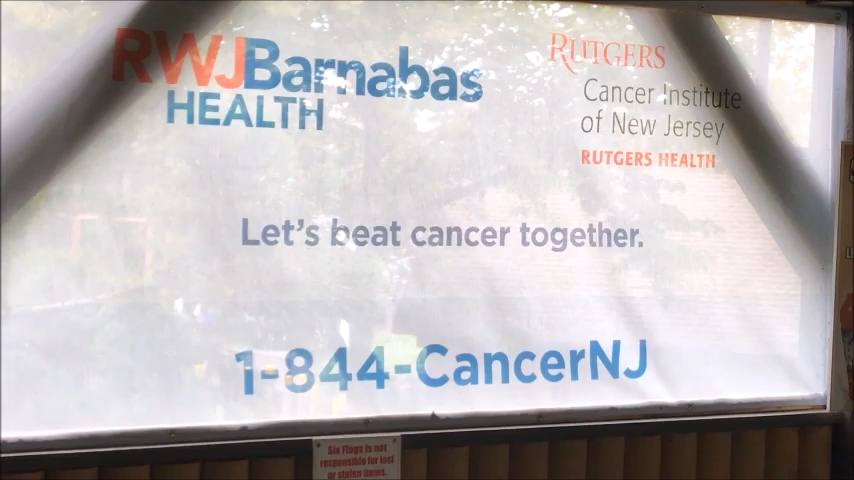 RWJBarnabas
HEALTH
RUTGERS
Cancer Institute
of New Jersey
RUTGERS HEALTH
Let's beat cancer together.
1-844-CancerNJ
Six Flags is not
responsible for lost
or stolen items.